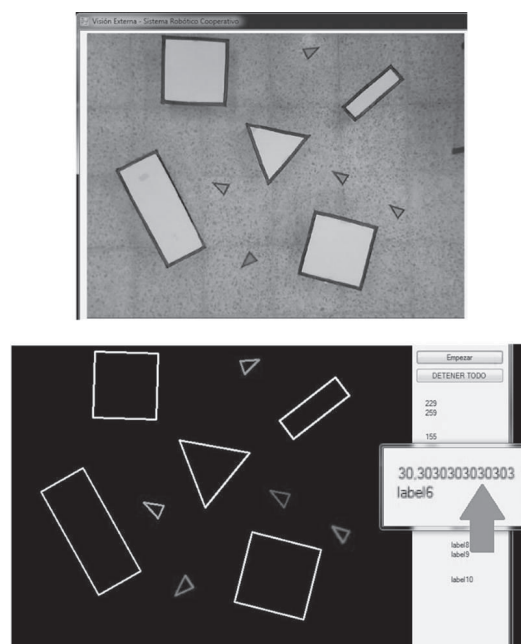 Visión Externa - Sistema Robótico Cooperativo
Empezar
DETENER TODO
229
259
155
30,3030303030303
label6
label8
label9
label10